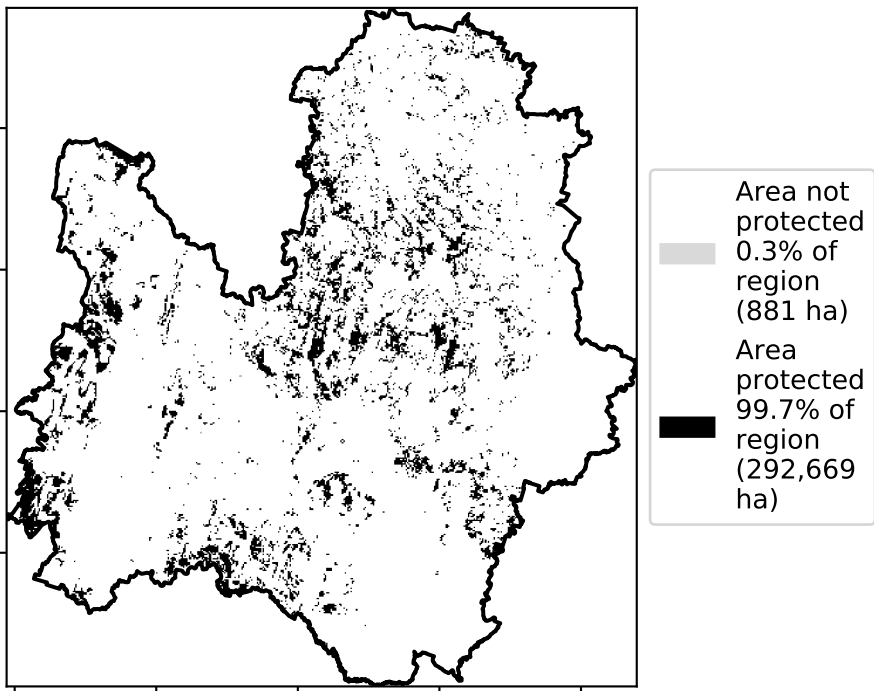 Area not
protected
0.3% of
region
(881 ha)
Area
protected
99.7% of
region
(292,669
ha)